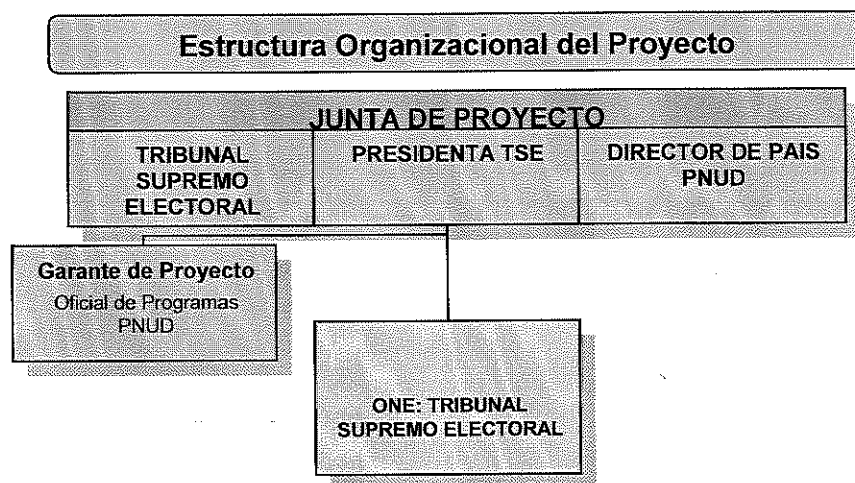 Estructura Organizacional del Proyecto
JUNTA DE PROYECTO
TRIBUNAL
SUPREMO
ELECTORAL
PRESIDENTA TSE
DIRECTOR DE PAIS
PNUD
Garante de Proyecto
Oficial de Programas
PNUD
ONE: TRIBUNAL
SUPREMO ELECTORAL